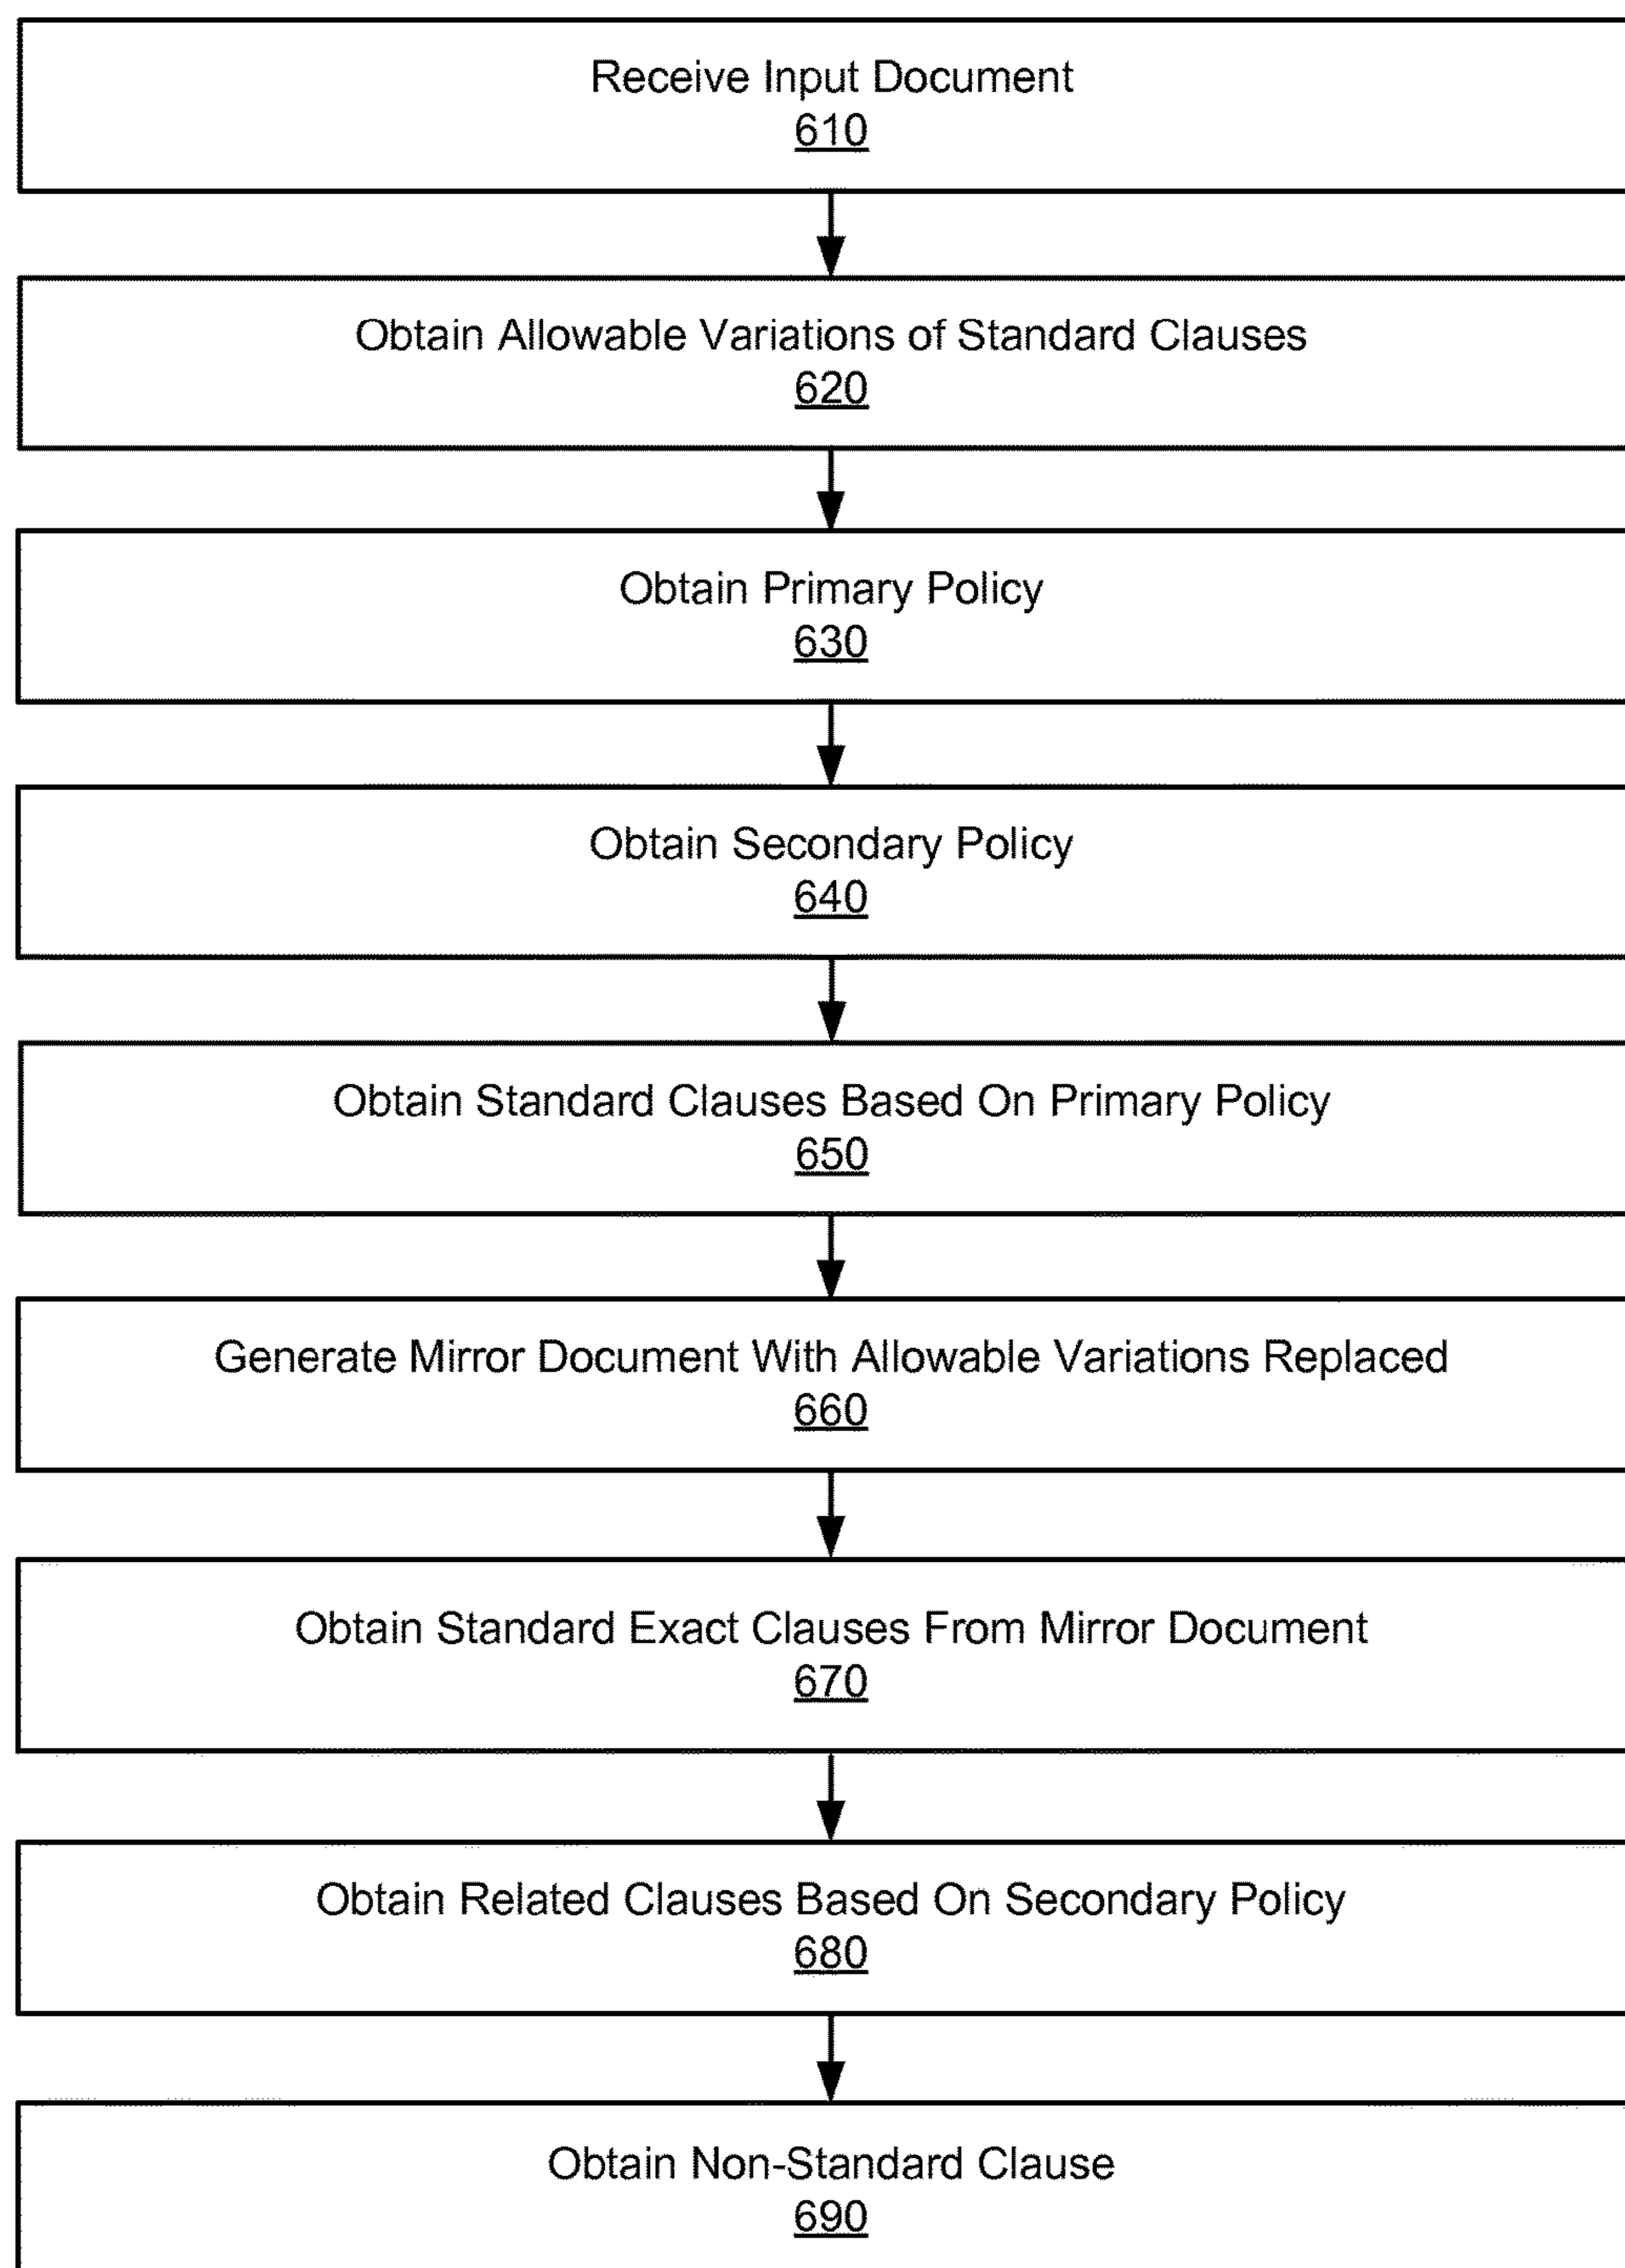 Receive Input Document
610
Obtain Allowable Variations of Standard Clauses
620
Obtain Primary Policy
630
Obtain Secondary Policy
640
Obtain Standard Clauses Based On Primary Policy
650
Generate Mirror Document With Allowable Variations Replaced
660
Obtain Standard Exact Clauses From Mirror Document
670
Obtain Related Clauses Based On Secondary Policy
680
Obtain Non-Standard Clause
690